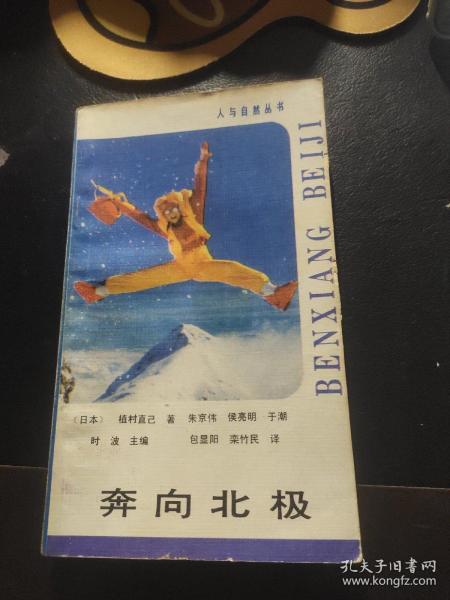 人与自然丛书
BENXIANG BEIJI
〔日本〕 植村直己 著 朱京伟 侯亮明 于潮
时 波 主编 包显阳 栾竹民 译
奔向北极
孔夫子旧书网
www.kongfz.com